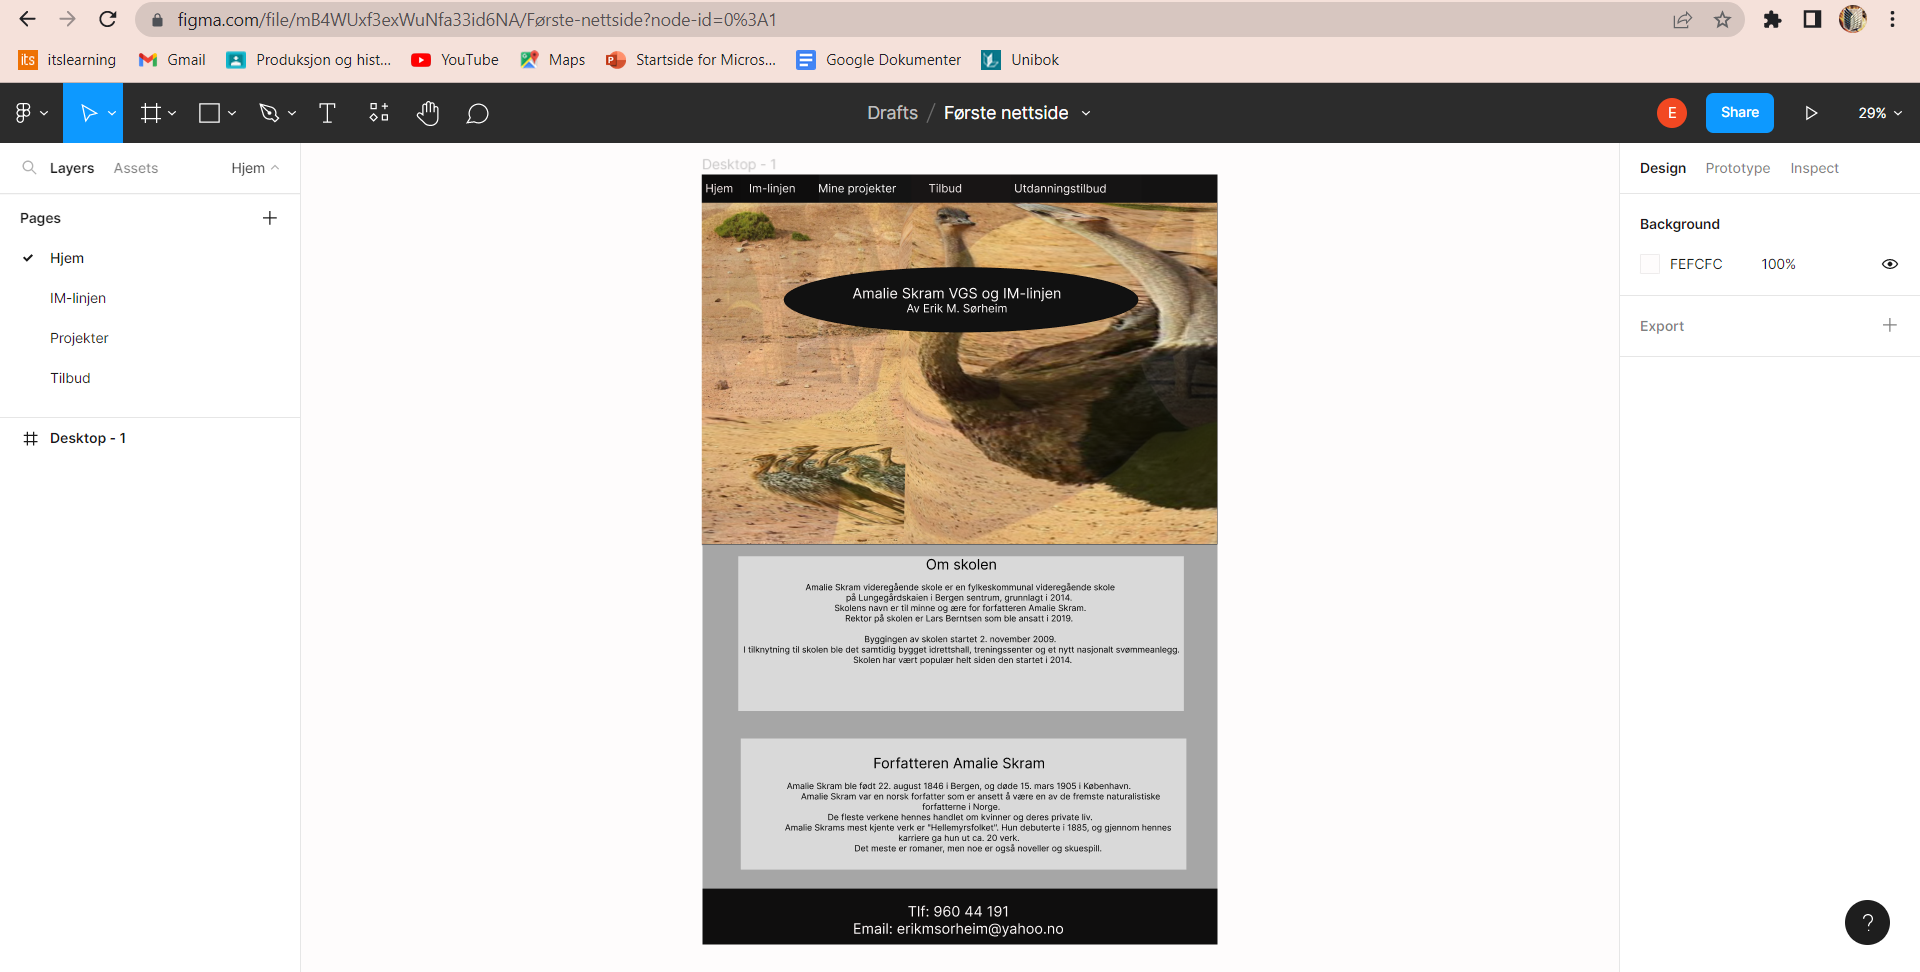 figma.com/file/mB4WUxf3exWuNfa33id6NA/Første-nettside?node-id=0%3A1
its itslearning Gmail Produksjon og hist... YouTube Maps Startside for Micros... Google Dokumenter Unibok
Drafts / Første nettside E Share 29%
Layers Assets Hjem
Pages
Hjem
IM-linjen
Projekter
Tilbud
Desktop - 1
Desktop - 1
Hjem Im-linjen Mine projekter Tilbud Utdanningstilbud
Amalie Skram VGS og IM-linjen
Av Erik M. Sørheim
Om skolen
Amalie Skram videregående skole er en fylkeskommunal videregående skole
på Lungegårdskaien i Bergen sentrum, grunnlagt i 2014.
Skolens navn er til minne og ære for forfatteren Amalie Skram.
Rektor på skolen er Lars Berntsen som ble ansatt i 2019.
Byggingen av skolen startet 2. november 2009.
I tilknytning til skolen ble det samtidig bygget idrettshall, treningssenter og et nytt nasjonalt svømmeanlegg.
Skolen har vært populær helt siden den startet i 2014.
Forfatteren Amalie Skram
Amalie Skram ble født 22. august 1846 i Bergen, og døde 15. mars 1905 i København.
Amalie Skram var en norsk forfatter som er ansett å være en av de fremste naturalistiske
forfatterne i Norge.
De fleste verkene hennes handlet om kvinner og deres private liv.
Amalie Skrams mest kjente verk er "Hellemyrsfolket". Hun debuterte i 1885, og gjennom hennes
karriere ga hun ut ca. 20 verk.
Det meste er romaner, men noe er også noveller og skuespill.
Tlf: 960 44 191
Email: erikmsorheim@yahoo.no
Design Prototype Inspect
Background
FEFCFC 100%
Export
?